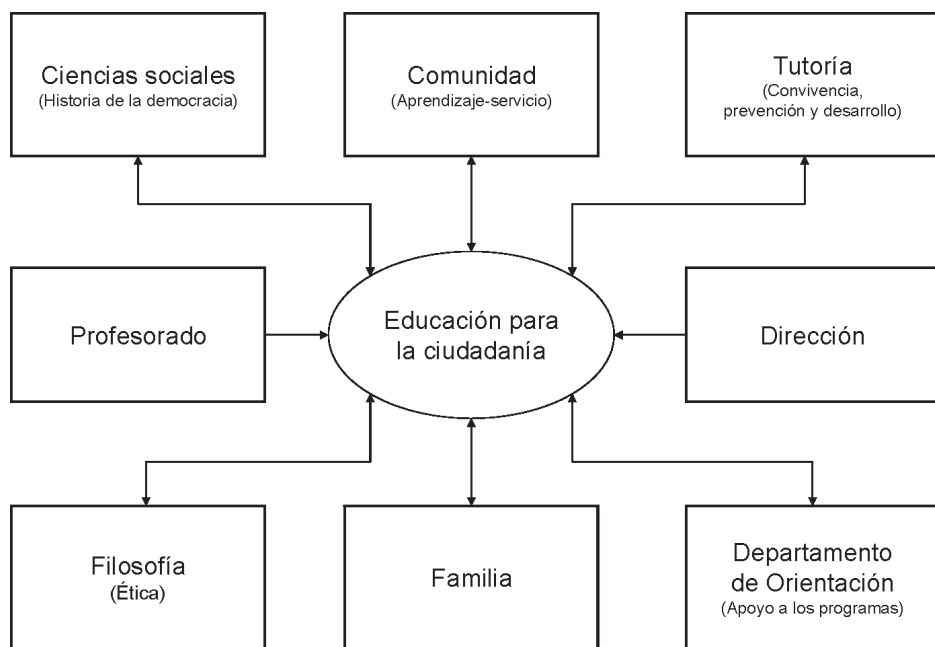 Ciencias sociales
(Historia de la democracia)
Comunidad
(Aprendizaje-servicio)
Tutoría
(Convivencia,
prevención y desarrollo)
Profesorado
Educación para
la ciudadanía
Dirección
Filosofía
(Ética)
Familia
Departamento
de Orientación
(Apoyo a los programas)